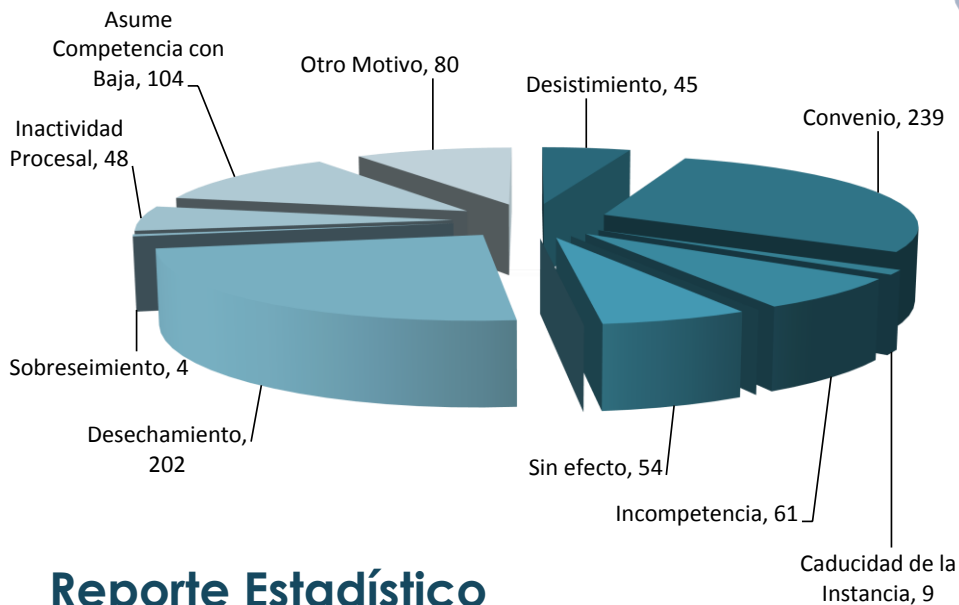 Asume
Competencia con
Baja, 104
Otro Motivo, 80
Desistimiento, 45
Convenio, 239
Inactividad
Procesal, 48
Sobreseimiento, 4
Desechamiento,
202
Sin efecto, 54
Incompetencia, 61
Caducidad de la
Instancia, 9
Reporte Estadístico